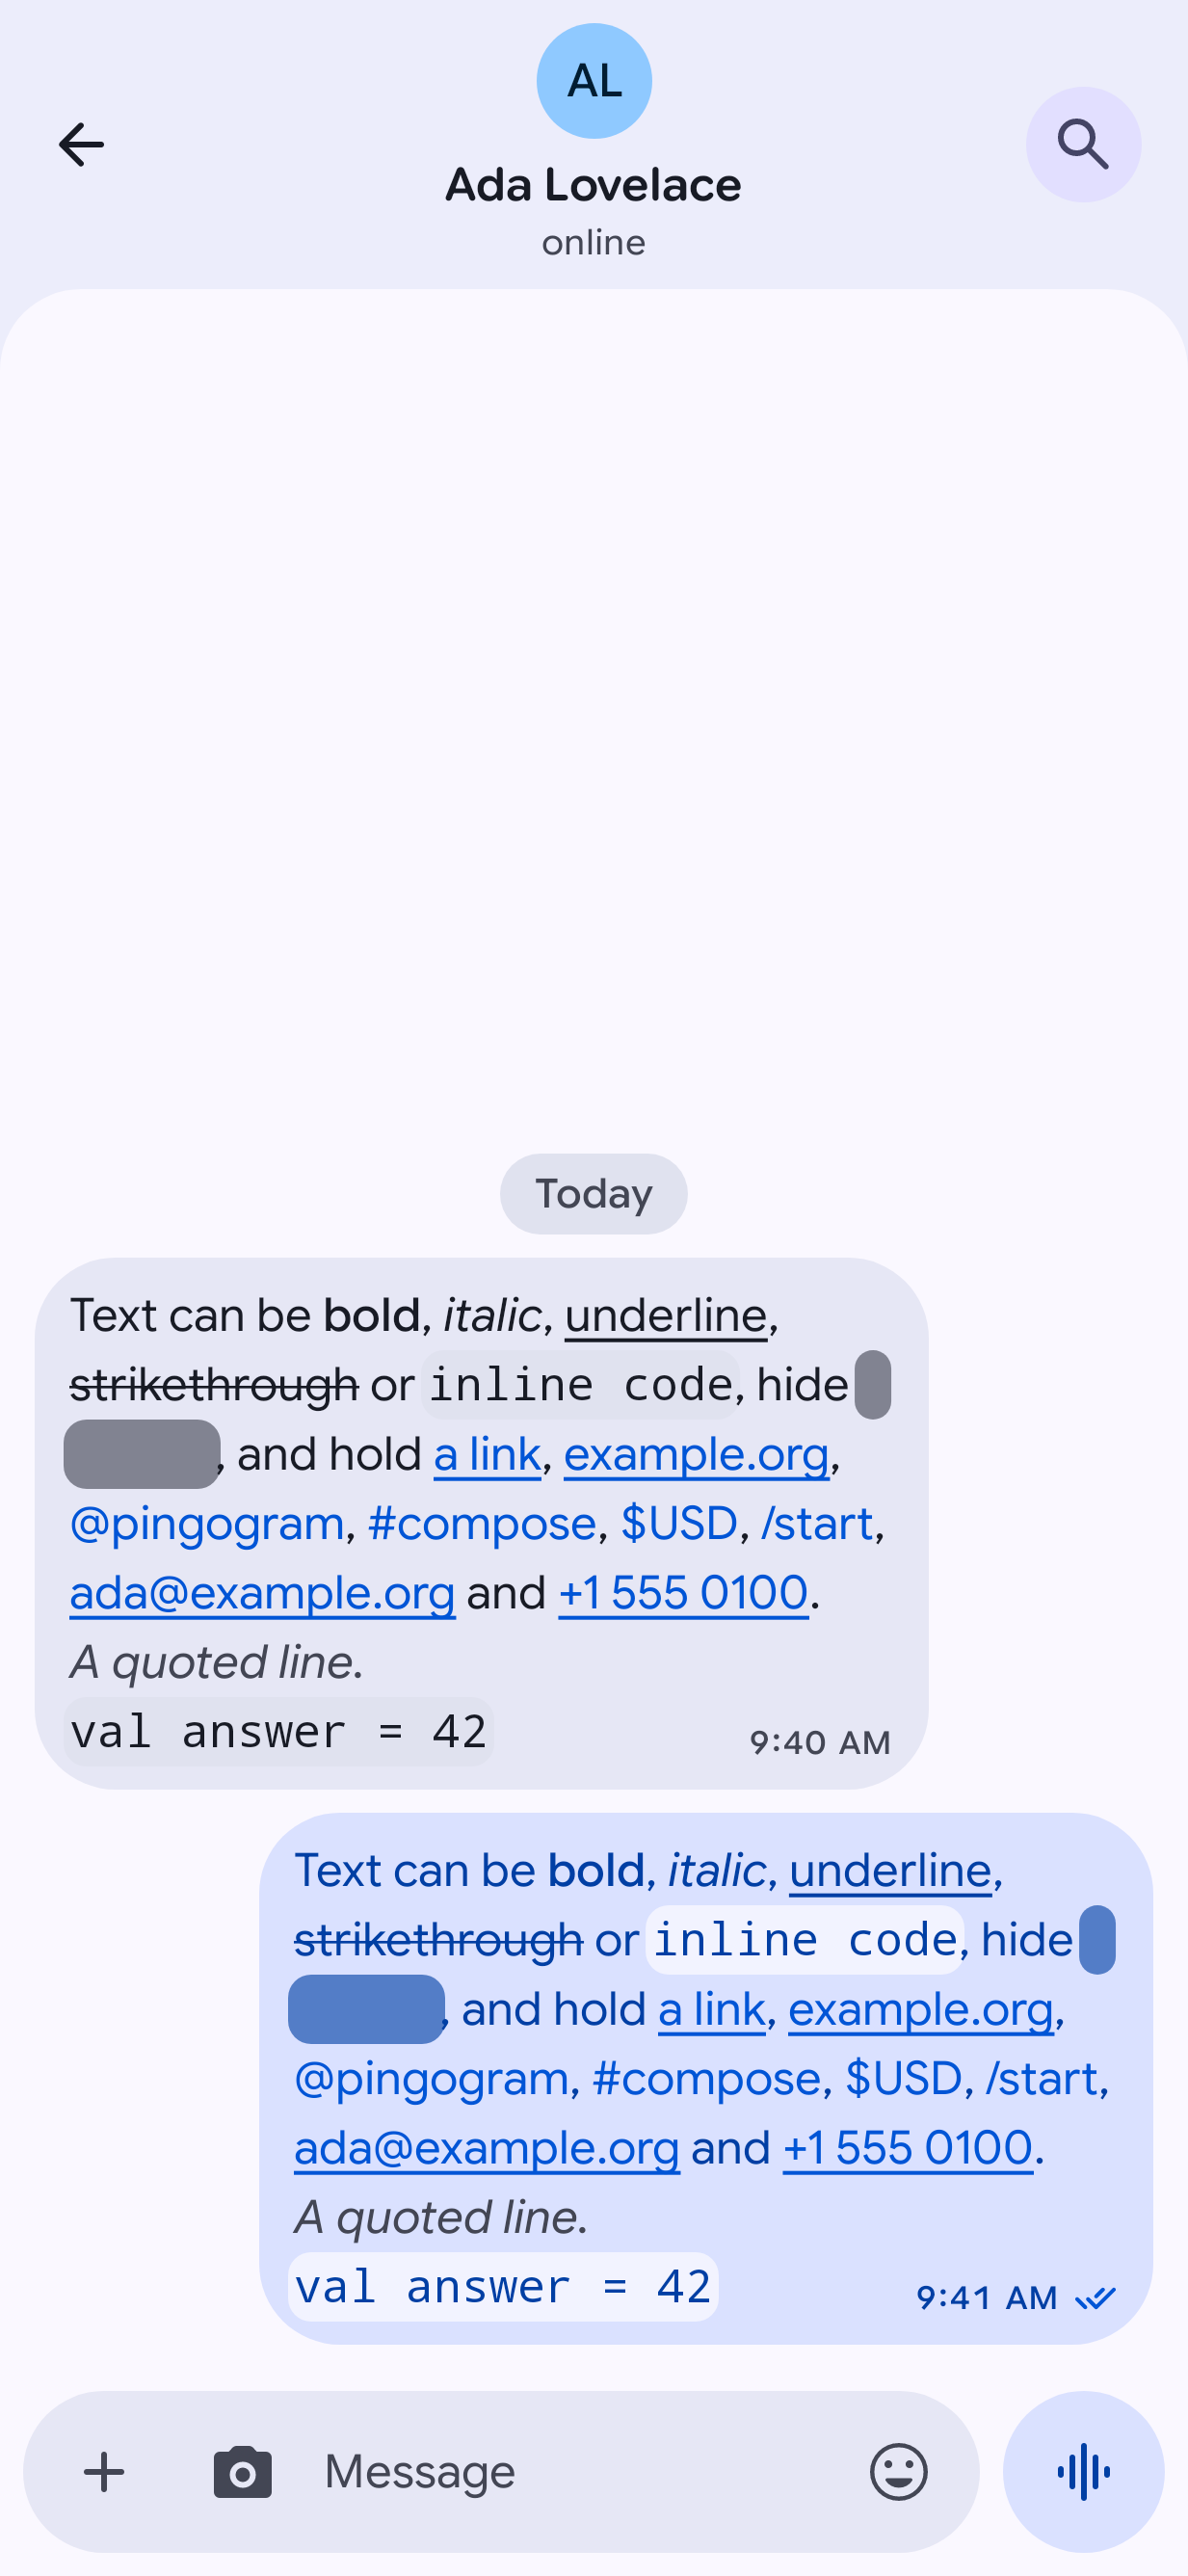 AL
Ada Lovelace
online
Today
Text can be bold, italic, underline,
strikethrough or inline code, hide
, and hold a link, example.org,
@pingogram, #compose, $USD, /start,
ada@example.org and +1 555 0100.
A quoted line.
val answer = 42
9:40 AM
Text can be bold, italic, underline,
strikethrough or inline code, hide
, and hold a link, example.org,
@pingogram, #compose, $USD, /start,
ada@example.org and +1 555 0100.
A quoted line.
val answer = 42
9:41 AM
Message